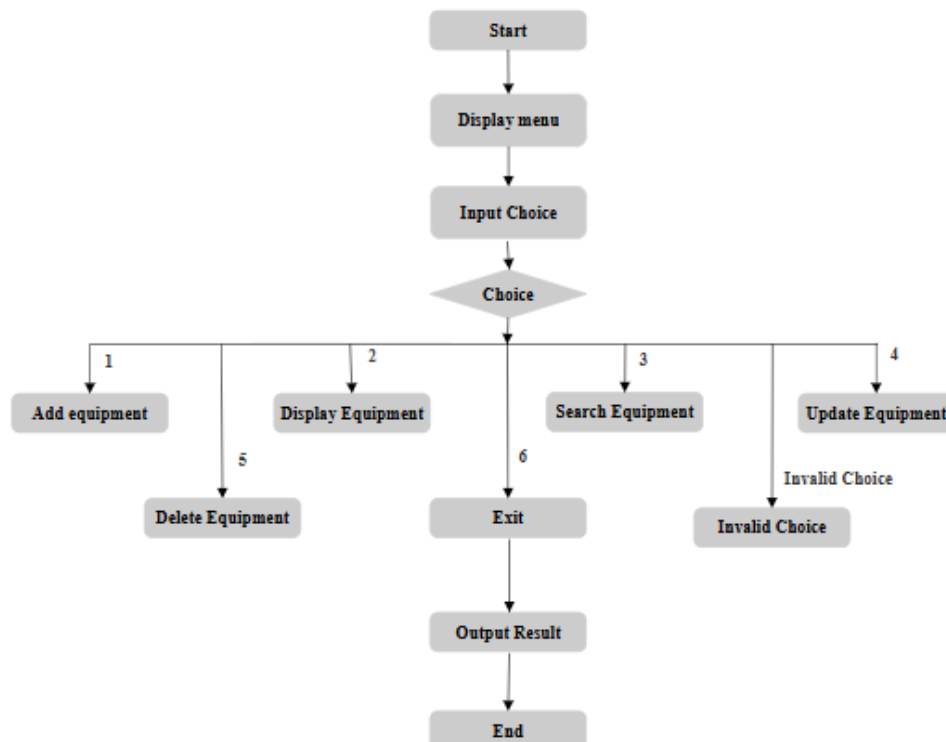 Start
Display menu
Input Choice
Choice
1
2
3
4
Add equipment
Display Equipment
Search Equipment
Update Equipment
5
6
Invalid Choice
Delete Equipment
Exit
Invalid Choice
Output Result
End